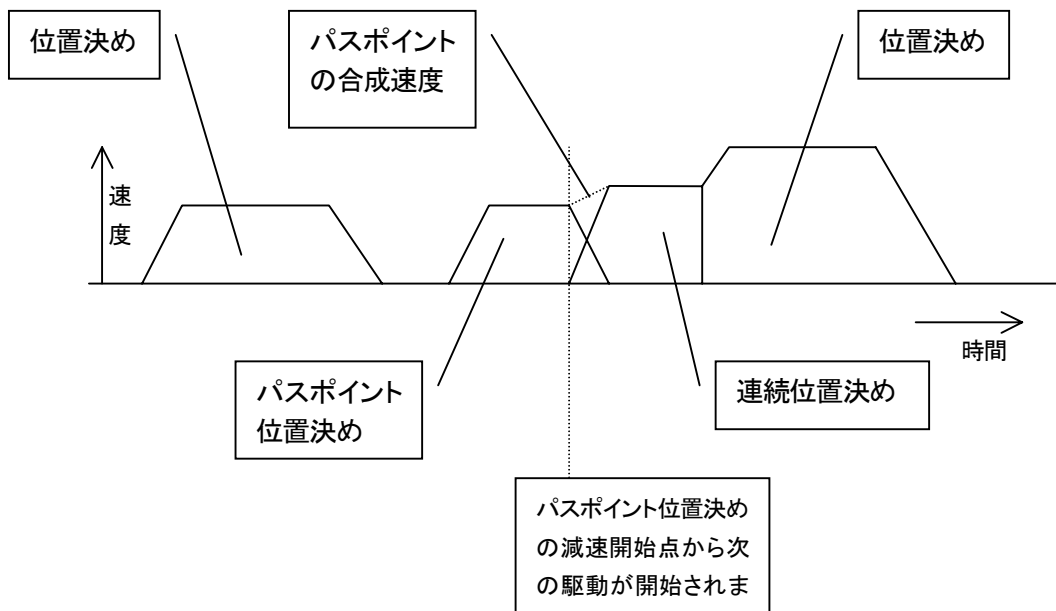 位置決め
パスポイント
の合成速度
位置決め
速
度
時間
パスポイント
位置決め
連続位置決め
パスポイント位置決め
の減速開始点から次
の駆動が開始されま